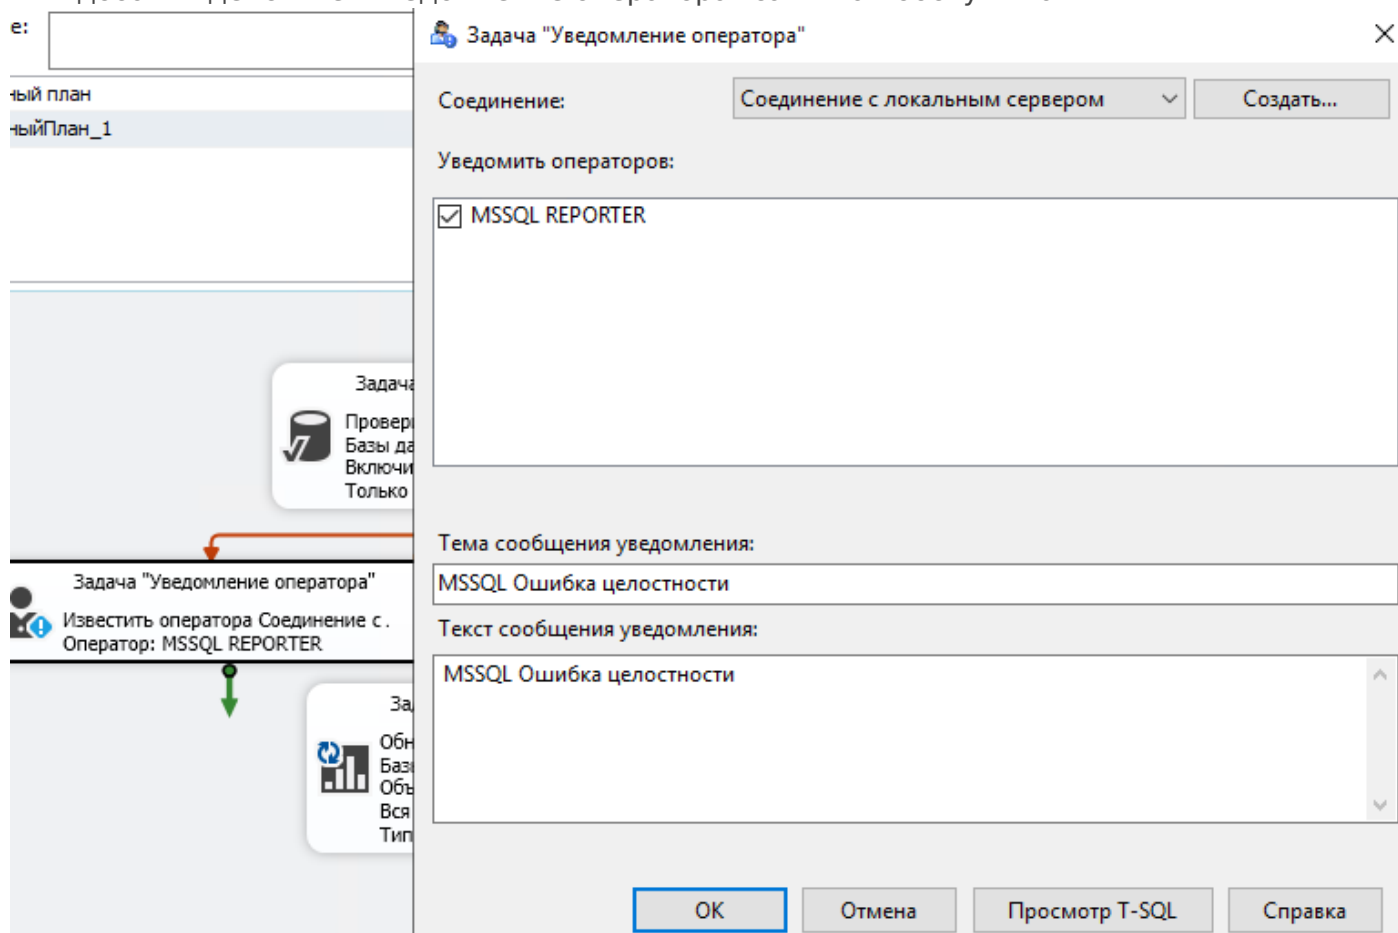 е:
ный план
ныйПлан_1
Задача "Уведомление оператора"
Соединение:
Соединение с локальным сервером
Создать...
Уведомить операторов:
MSSQL REPORTER
Задача
Провер
Базы да
Включи
Только
Задача "Уведомление оператора"
Известить оператора Соединение с .
Оператор: MSSQL REPORTER
За
Обн
Баз
Объ
Вся
Тип
Тема сообщения уведомления:
MSSQL Ошибка целостности
Текст сообщения уведомления:
MSSQL Ошибка целостности
OK
Отмена
Просмотр T-SQL
Справка